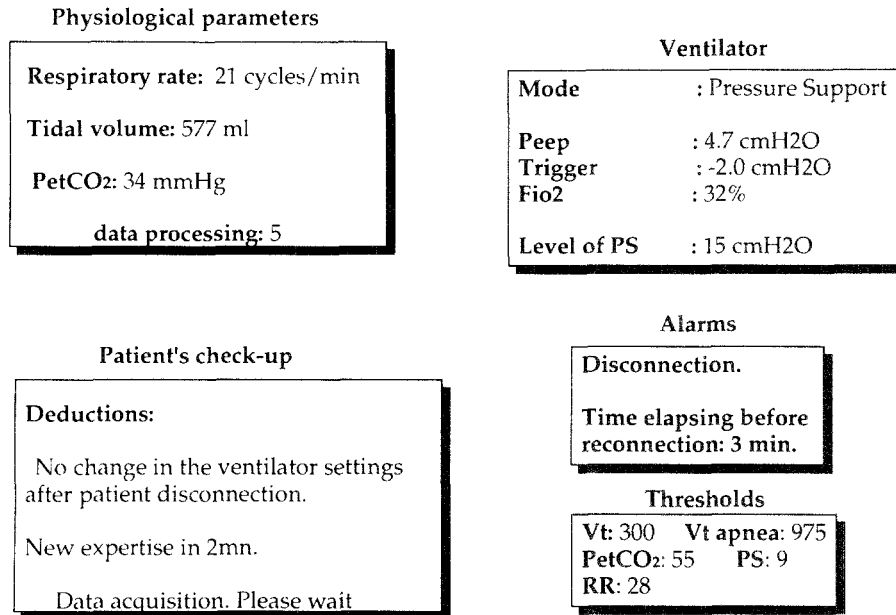 Physiological parameters
Respiratory rate: 21 cycles/min
Tidal volume: 577 ml
PetCO2: 34 mmHg
data processing: 5
Ventilator
Mode : Pressure Support
Peep : 4.7 cmH2O
Trigger : -2.0 cmH2O
Fio2 : 32%
Level of PS : 15 cmH2O
Patient's check-up
Deductions:
No change in the ventilator settings
after patient disconnection.
New expertise in 2mn.
Data acquisition. Please wait
Alarms
Disconnection.
Time elapsing before
reconnection: 3 min.
Thresholds
Vt: 300 Vt apnea: 975
PetCO2: 55 PS: 9
RR: 28